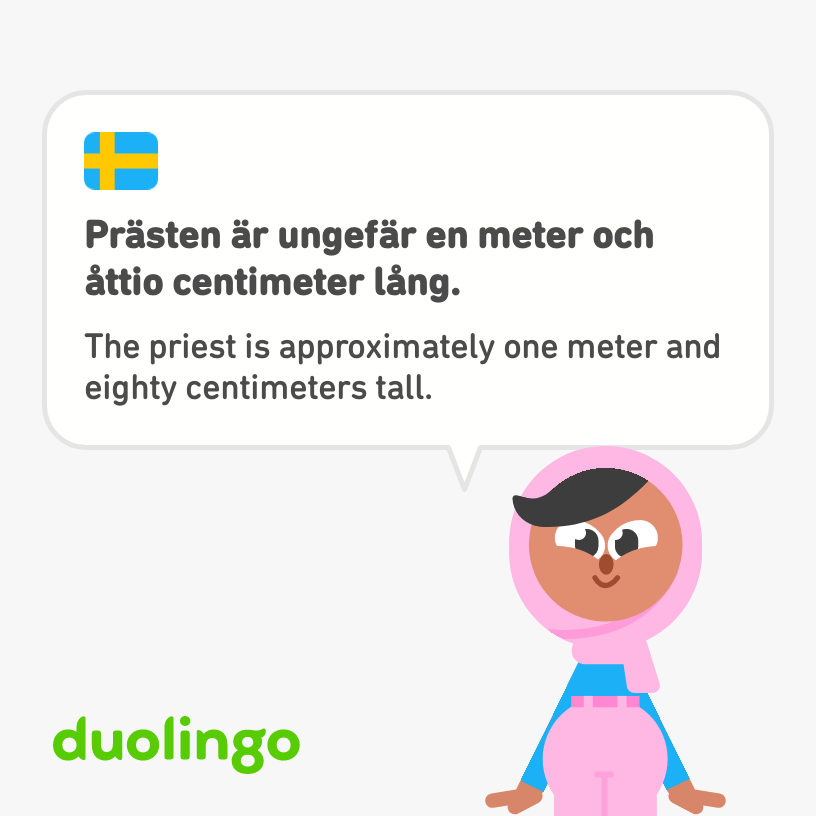 Prästen är ungefär en meter och
åttio centimeter lång.
The priest is approximately one meter and
eighty centimeters tall.
duolingo